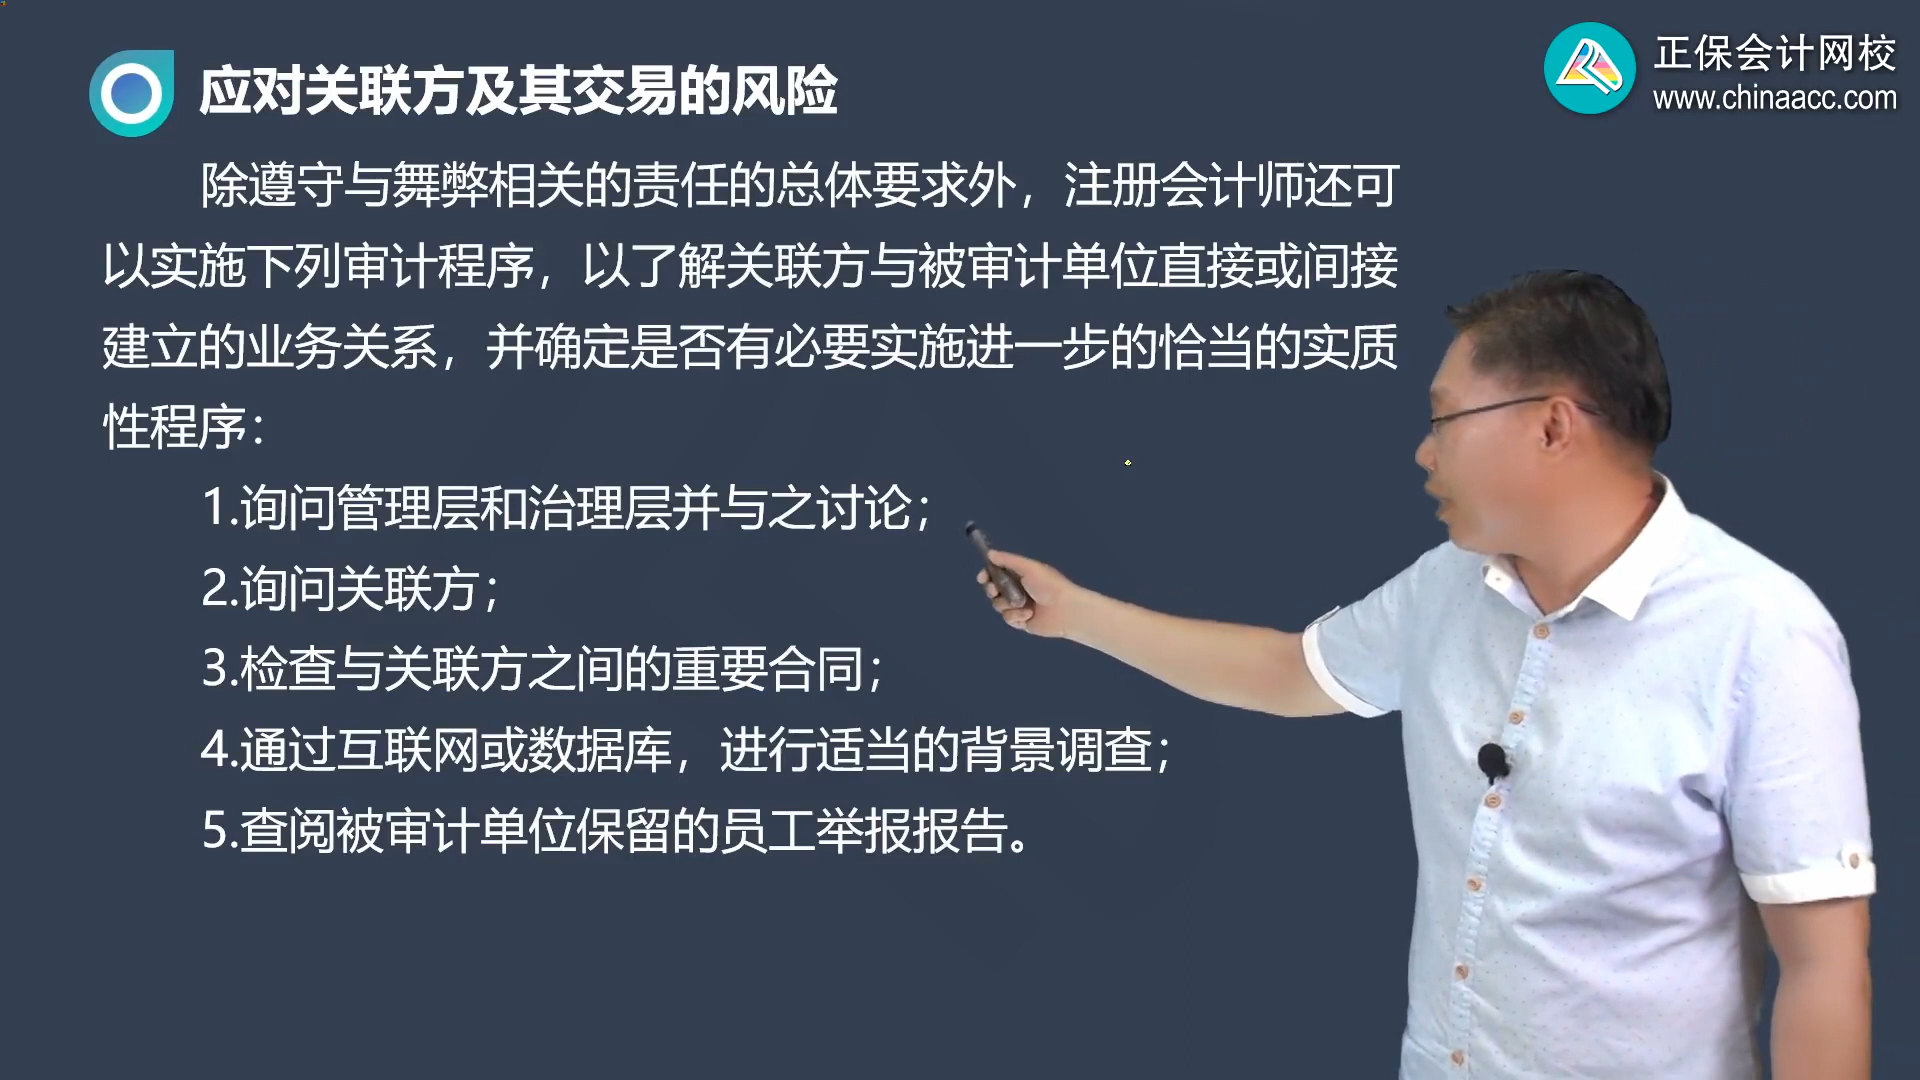 应对关联方及其交易的风险
正保会计网校
www.chinaacc.com
除遵守与舞弊相关的责任的总体要求外，注册会计师还可
以实施下列审计程序，以了解关联方与被审计单位直接或间接
建立的业务关系，并确定是否有必要实施进一步的恰当的实质
性程序：
1.询问管理层和治理层并与之讨论；
2.询问关联方；
3.检查与关联方之间的重要合同；
4.通过互联网或数据库，进行适当的背景调查；
5.查阅被审计单位保留的员工举报报告。